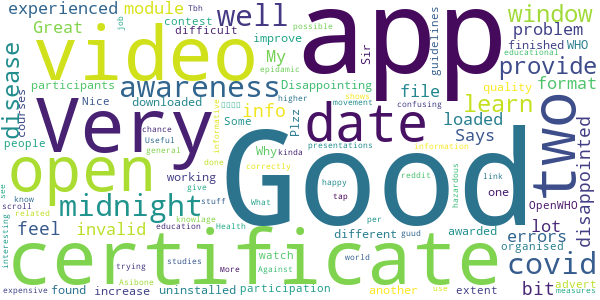 experienced module
Tbh
job
contest
well
difficult
Great
participants
Nice
downloaded
improve
My
possible
epidamic
Sir
app
guidelines
window
problem
finished WHO
provide
educational
format
video
disease
courses
awareness
Disappointing
file
quality
learn
Very
info
Some
Plzz
date
loaded
Says
two
disappointed
people
chance
Useful
general
informative
Why
kinda
shows
movement
confusing
presentations
information
open
working
done
correctly
Good
What
happy
tap
reddit
hazardous
link
one
OpenWHO
know
scroll
see
interesting
related
midnight
give
stuff
knowlage
Health
per
lot
feel
invalid
different
awarded
errors
education
organised
certificate
watch
Against
world
extent
covid
bit
expensive
found
increase
trying
studies
Asibone
uninstalled
More
participation
another
guud
use
advert
measures